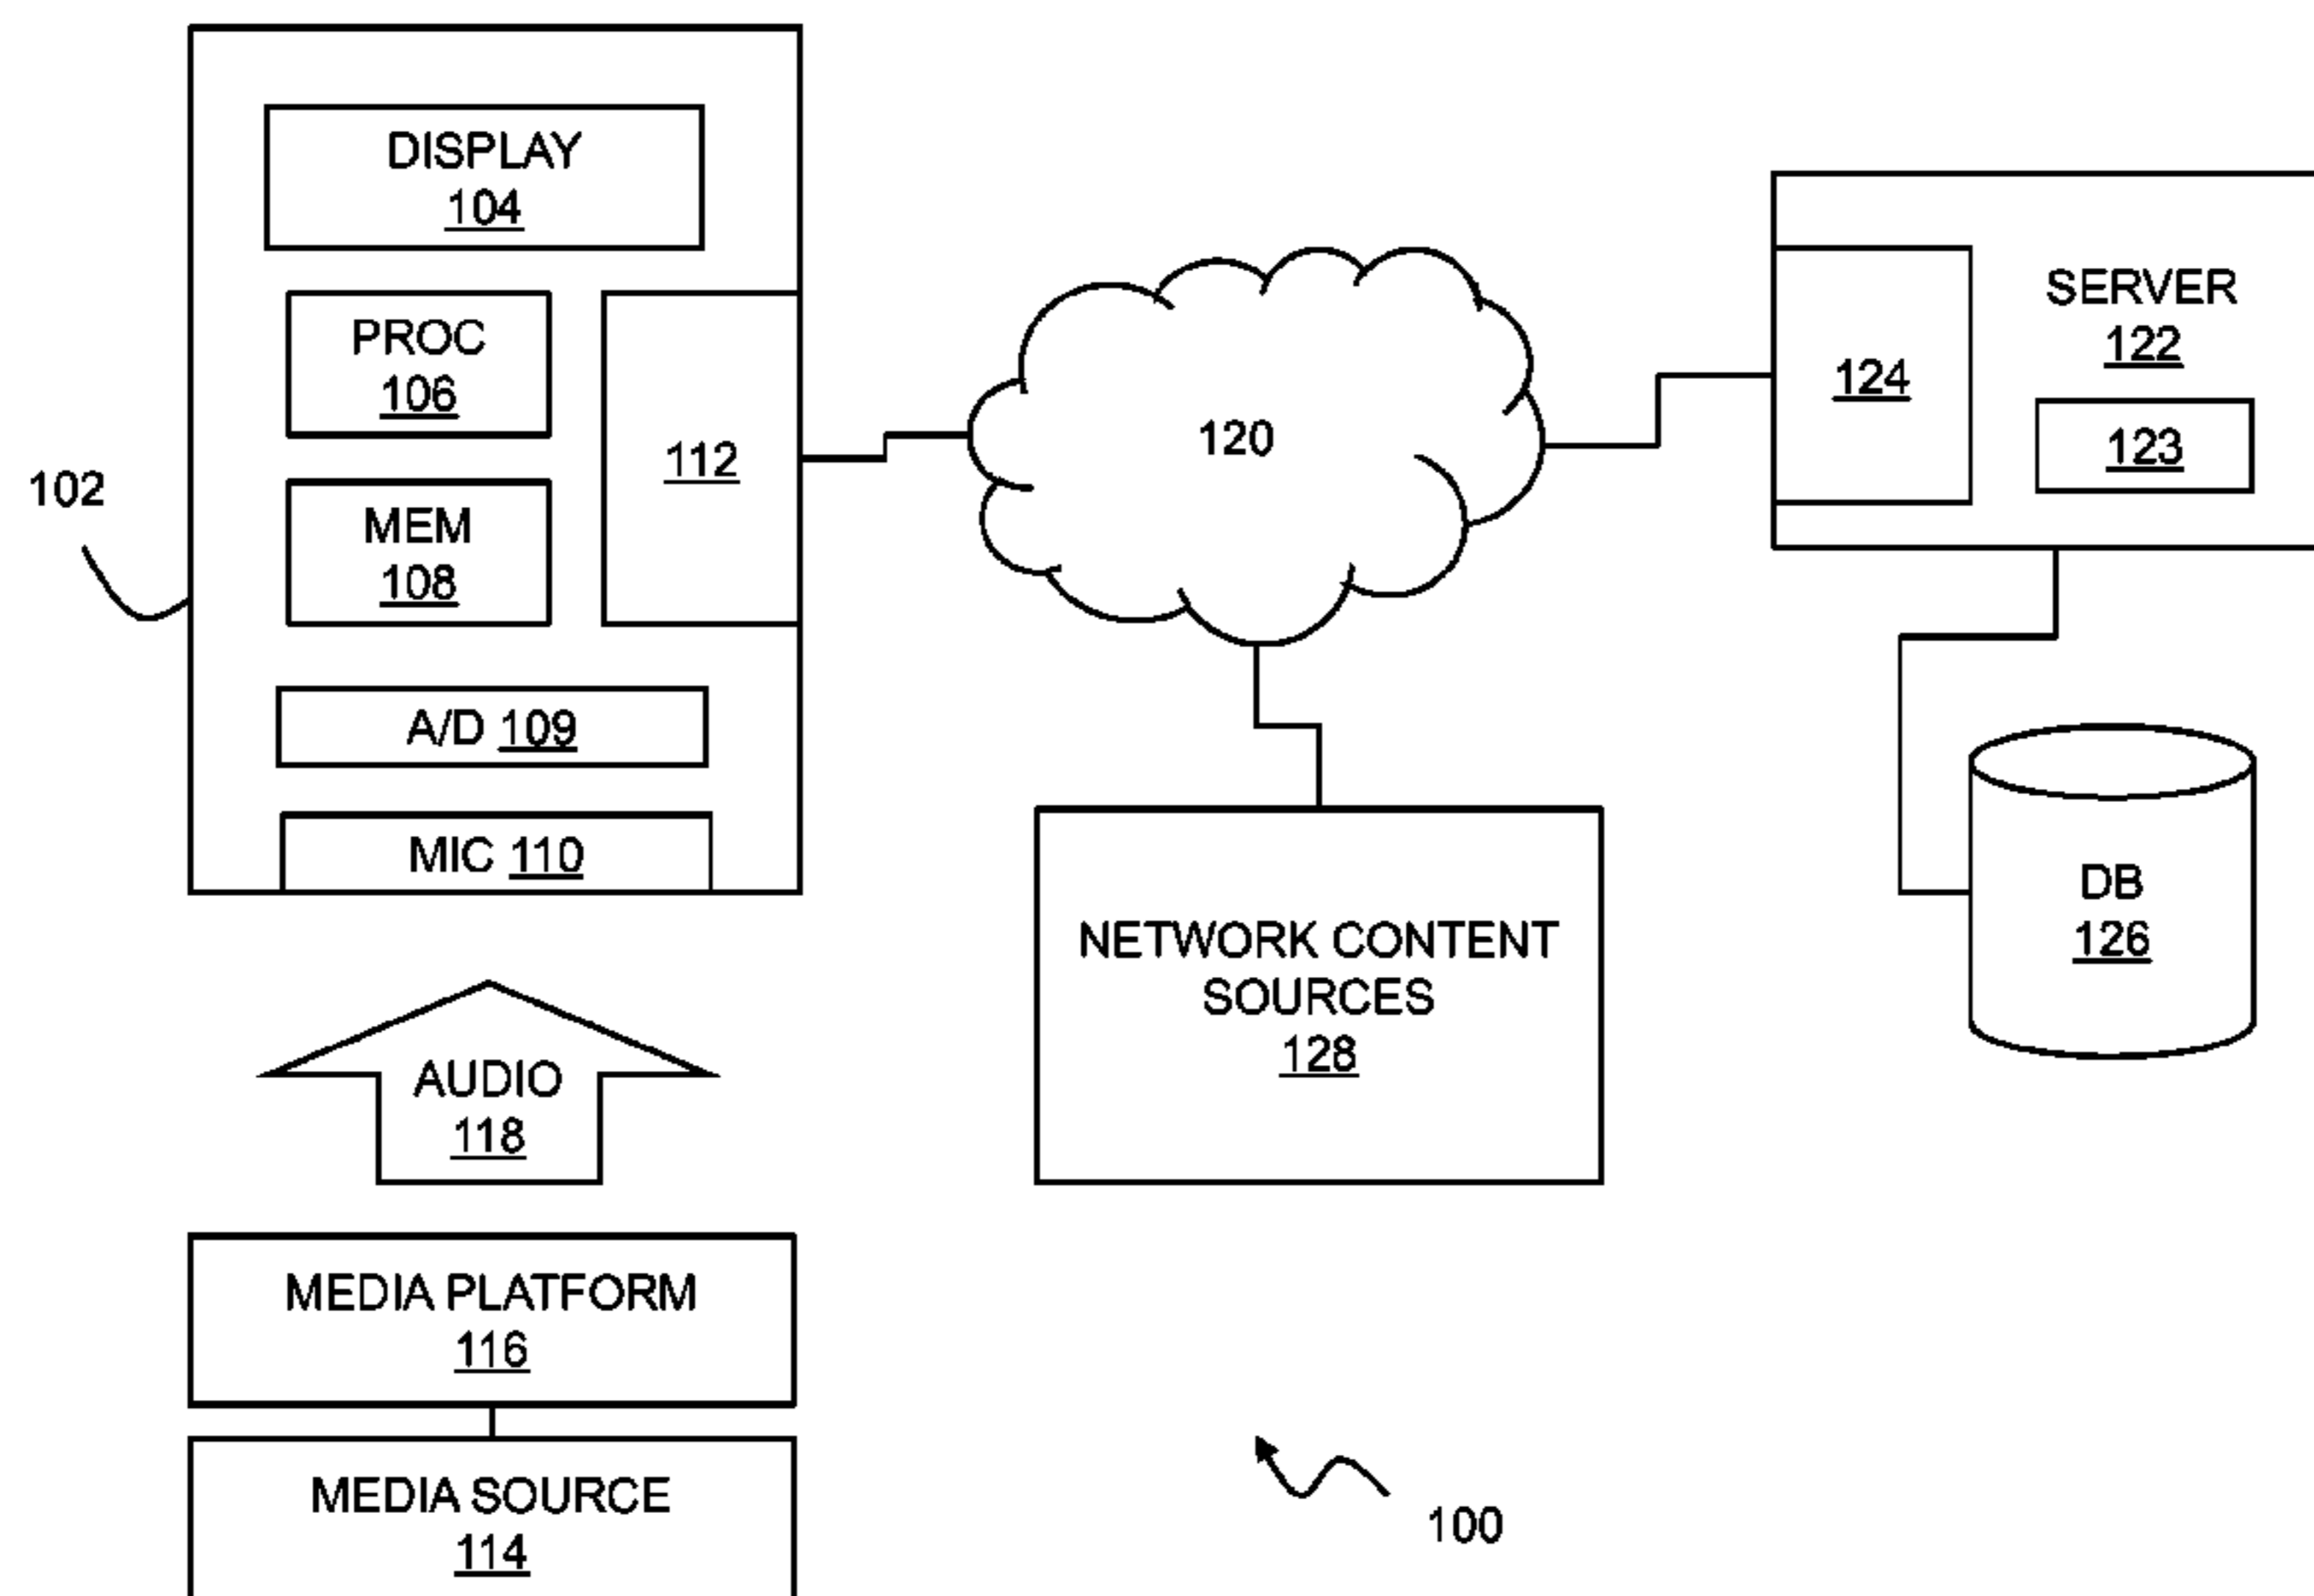 DISPLAY
104
PROC
106
112
MEM
108
102
A/D 109
MIC 110
AUDIO
118
MEDIA PLATFORM
116
MEDIA SOURCE
114
120
NETWORK CONTENT
SOURCES
128
SERVER
122
124
123
DB
126
100